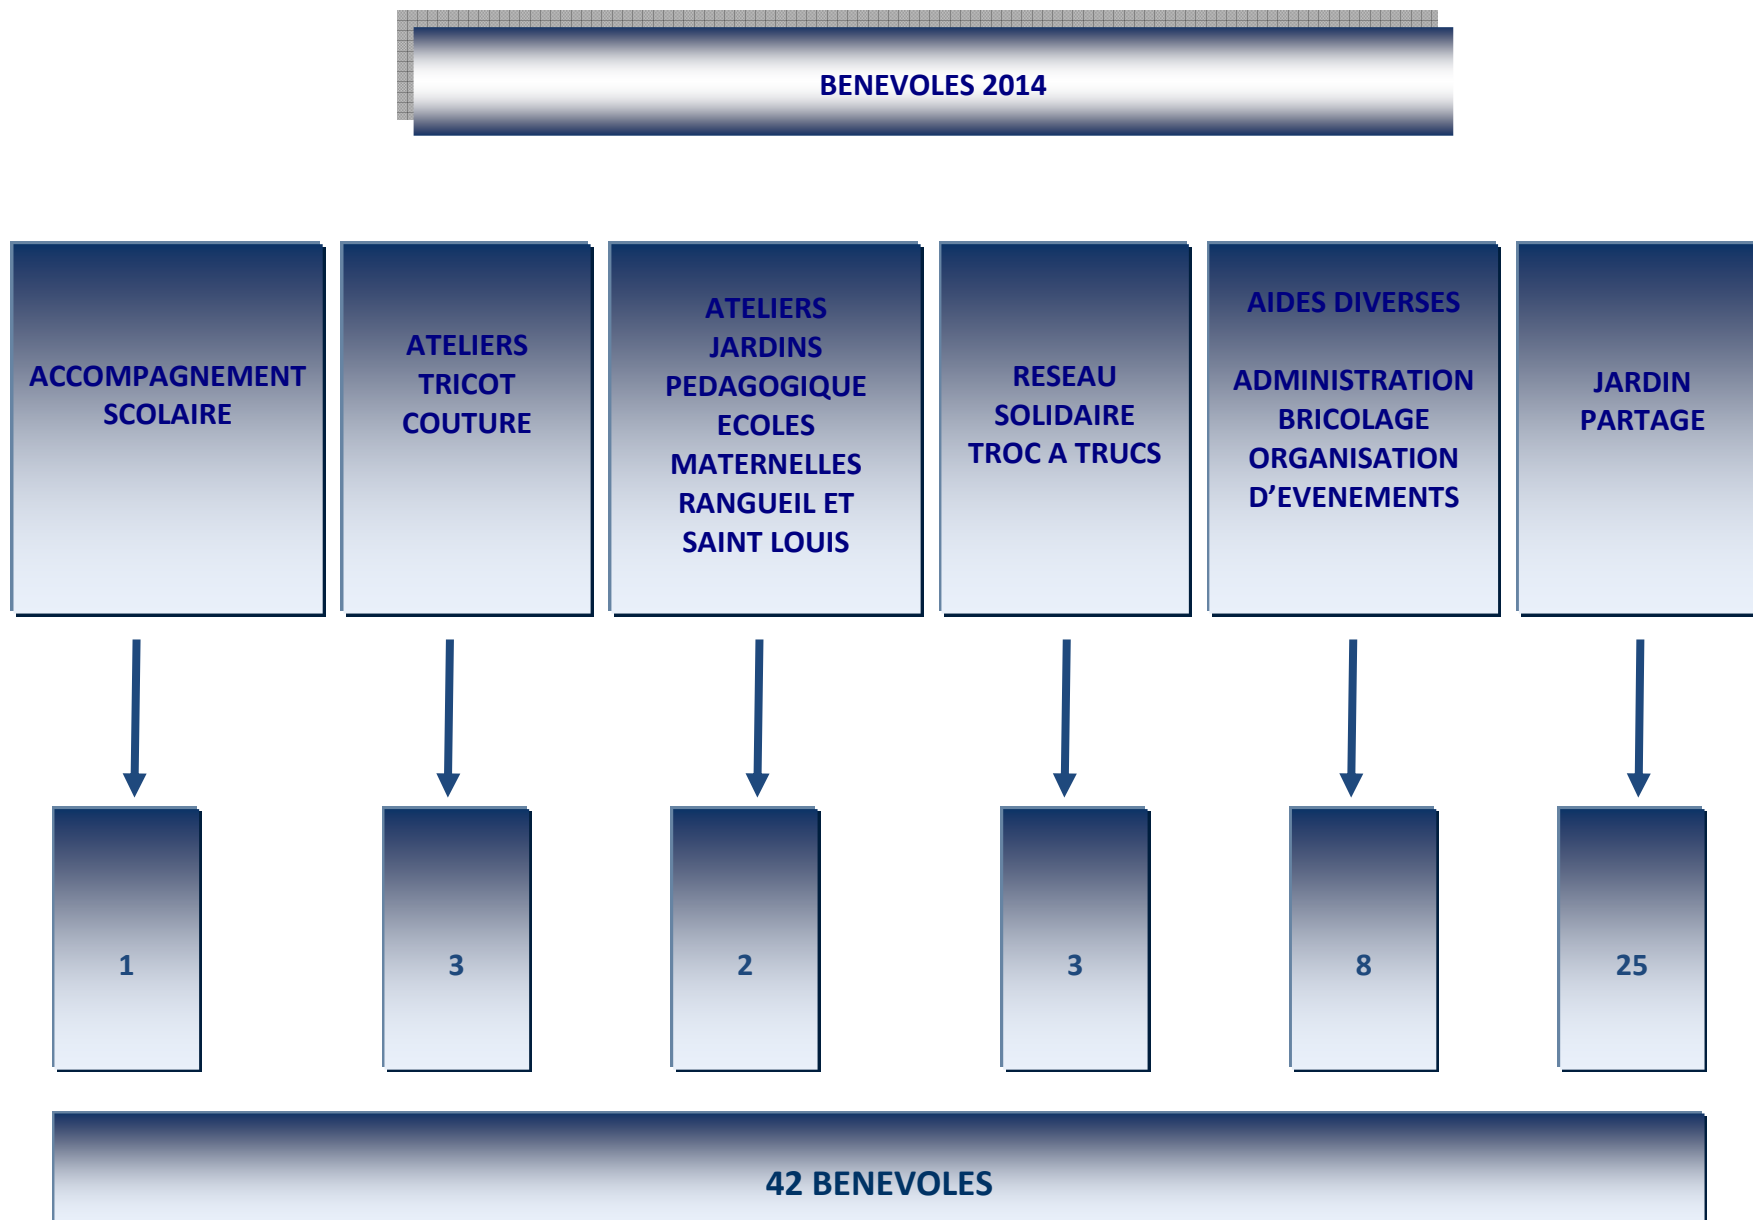 BENEVOLES 2014
ACCOMPAGNEMENT
SCOLAIRE
ATELIERS
TRICOT
COUTURE
ATELIERS
JARDINS
PEDAGOGIQUE
ECOLES
MATERNELLES
RANGUEIL ET
SAINT LOUIS
RESEAU
SOLIDAIRE
TROC A TRUCS
AIDES DIVERSES
ADMINISTRATION
BRICOLAGE
ORGANISATION
D’EVENEMENTS
JARDIN
PARTAGE
1
3
2
3
8
25
42 BENEVOLES